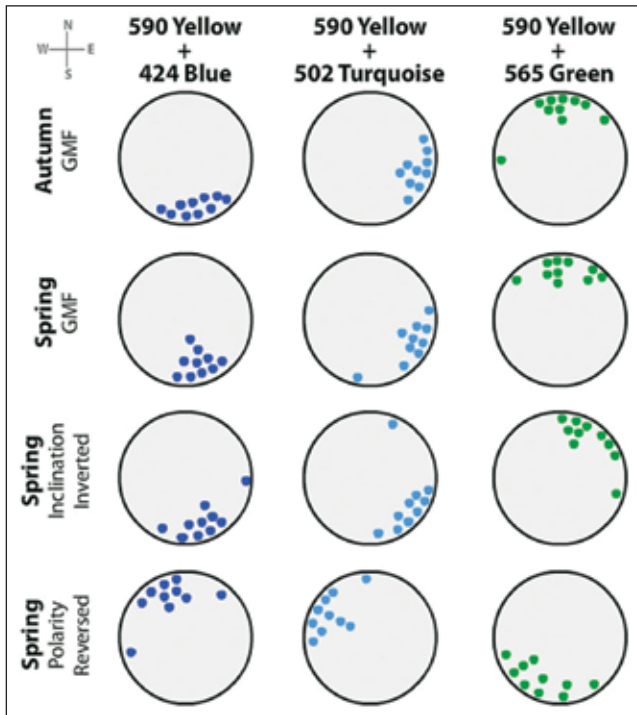 N
W E
S
590 Yellow
+
424 Blue
590 Yellow
+
502 Turquoise
590 Yellow
+
565 Green
Autumn
GMF
Spring
GMF
Spring
Inclination
Inverted
Spring
Polarity
Reversed